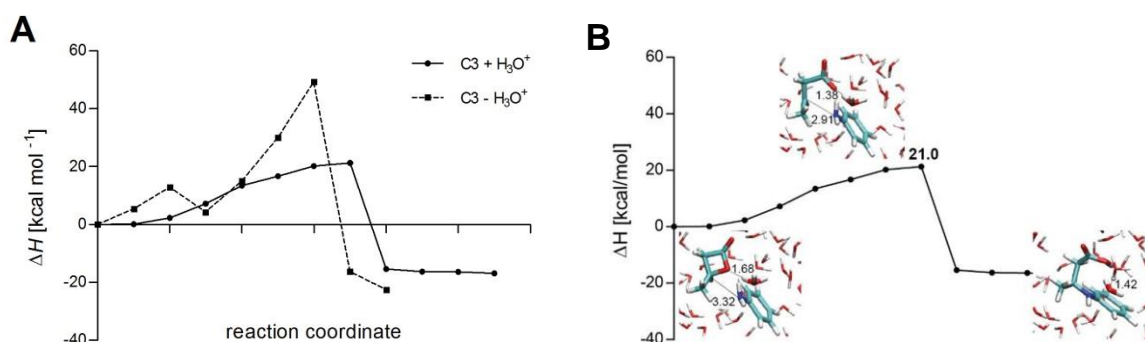 A
60
40
20
0
-20
-40
ΔH [kcal mol -1]
C3 + H3O+
C3 - H3O+
reaction coordinate
B
60
40
20
0
-20
-40
ΔH [kcal/mol]
1.38
2.91
21.0
1.68
3.32
1.42